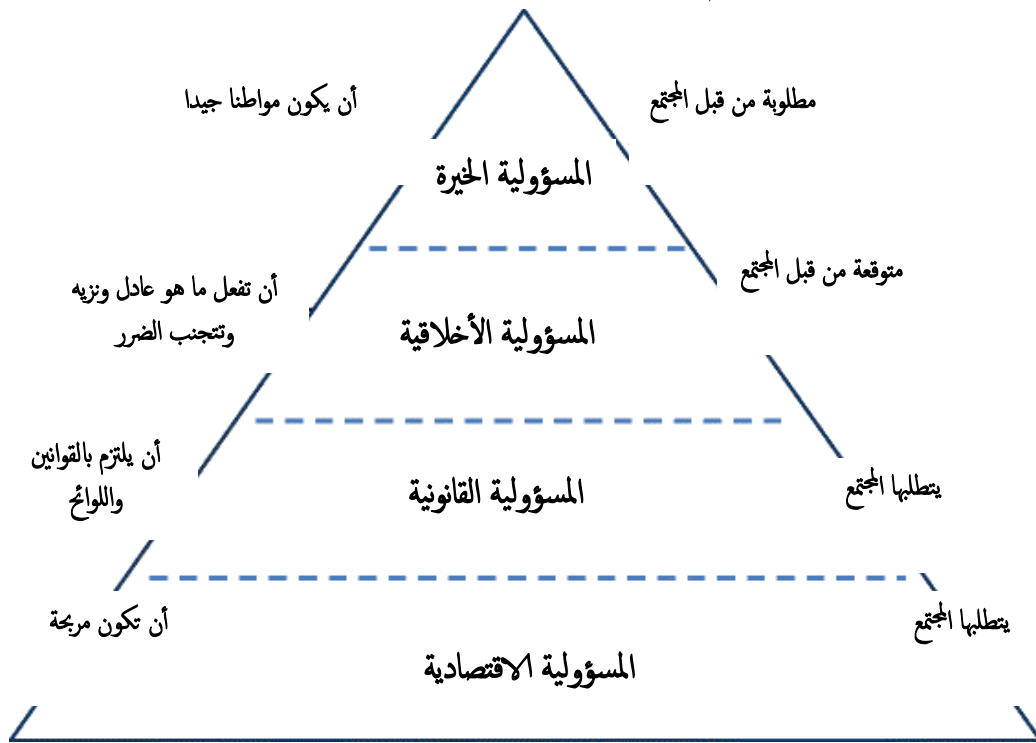 مطلوبة من قبل المجتمع
أن يكون مواطنا جيدا
المسؤولية الخيرة
متوقعة من قبل المجتمع
أن تفعل ما هو عادل ونزيه
وتتجنب الضرر
المسؤولية الأخلاقية
يتطلبها المجتمع
أن يلتزم بالقوانين
واللوائح
المسؤولية القانونية
يتطلبها المجتمع
أن تكون مربحة
المسؤولية الاقتصادية